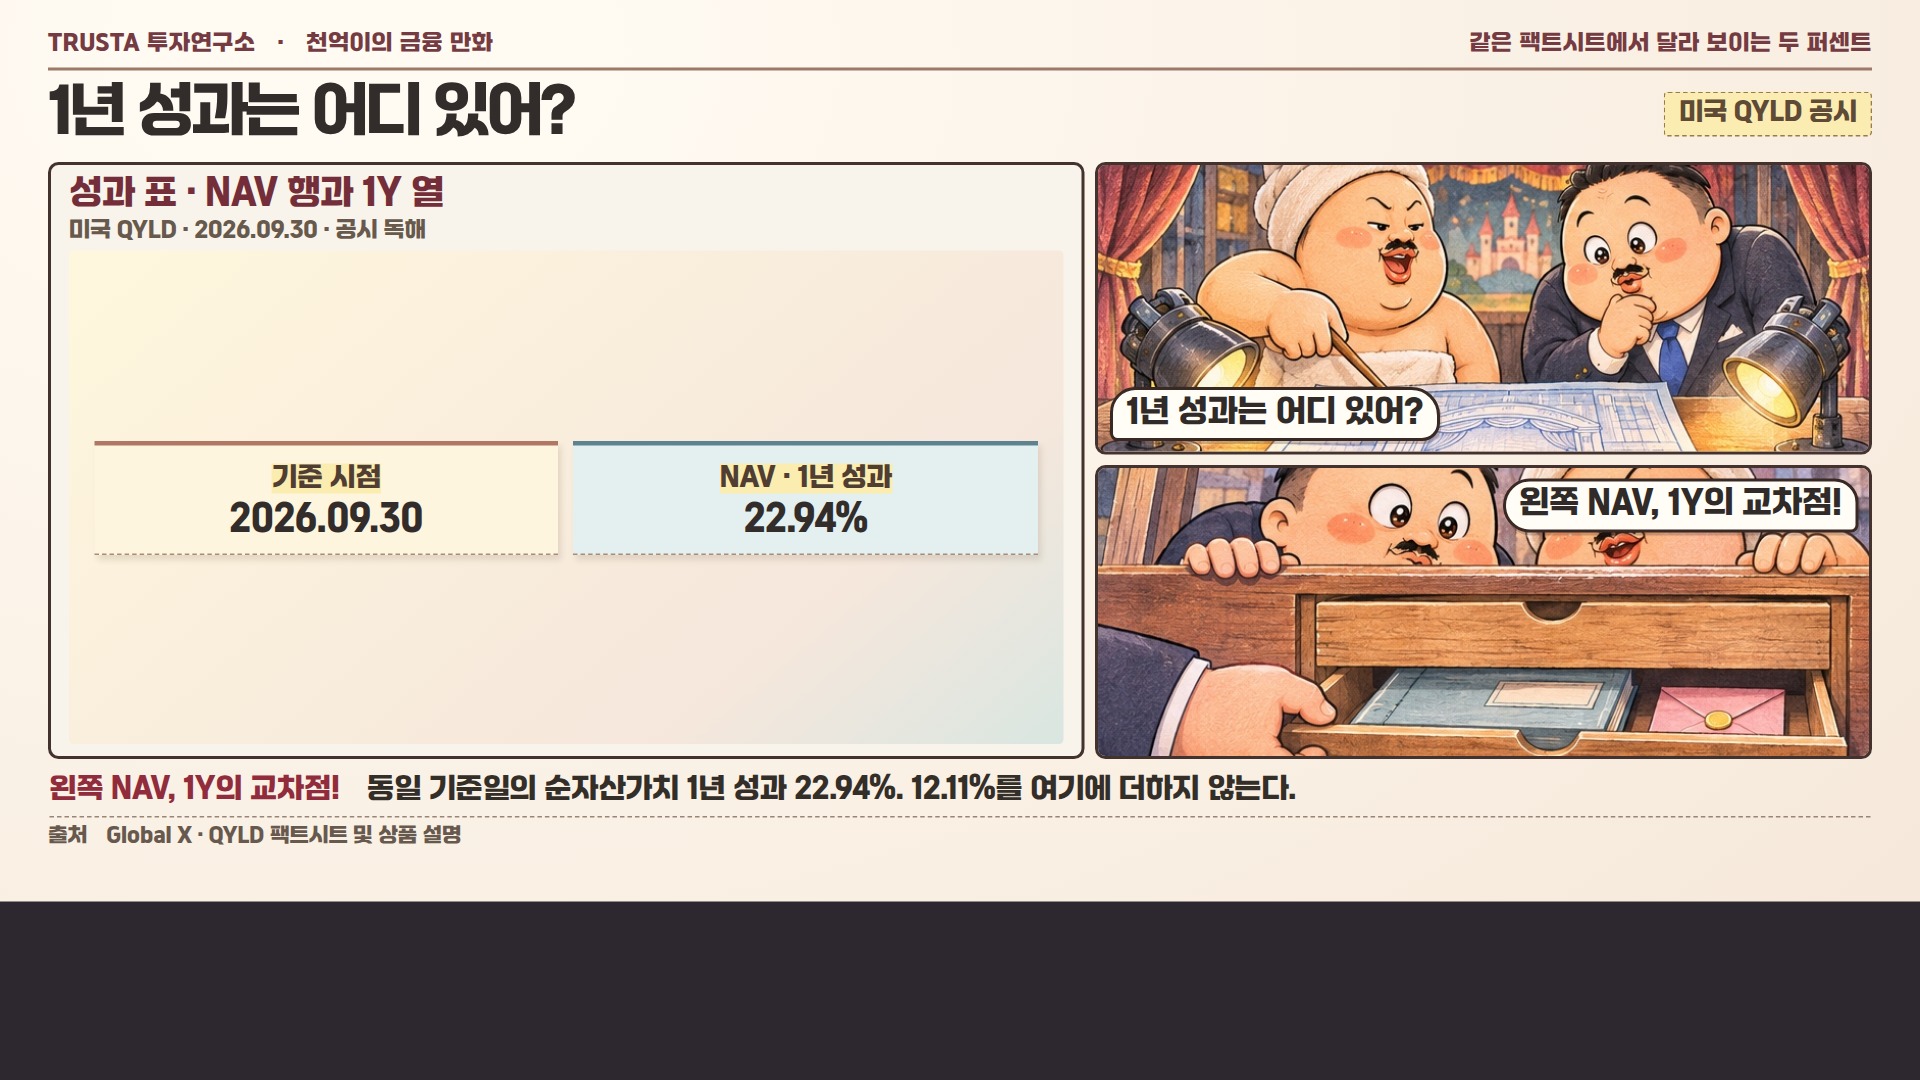 TRUSTA 투자연구소 · 천억이의 금융 만화
같은 팩트시트에서 달라 보이는 두 퍼센트
1년 성과는 어디 있어?
미국 QYLD 공시
성과 표 · NAV 행과 1Y 열
미국 QYLD · 2026.09.30 · 공시 독해
기준 시점
2026.09.30
NAV · 1년 성과
22.94%
1년 성과는 어디 있어?
왼쪽 NAV, 1Y의 교차점!
왼쪽 NAV, 1Y의 교차점! 동일 기준일의 순자산가치 1년 성과 22.94%. 12.11%를 여기에 더하지 않는다.
출처 Global X · QYLD 팩트시트 및 상품 설명